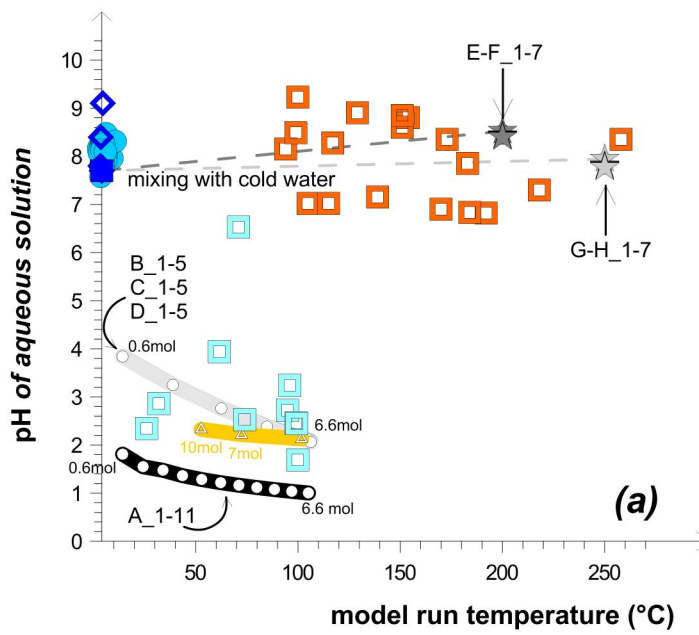 E-F_1-7
10
9
8
mixing with cold water
7
G-H_1-7
6
B_1-5
C_1-5
D_1-5
5
4
0.6mol
3
6.6mol
2
10mol
7mol
0.6mol
1
A_1-11
6.6 mol
(a)
0
50
100
150
200
250
pH of aqueous solution
model run temperature (°C)